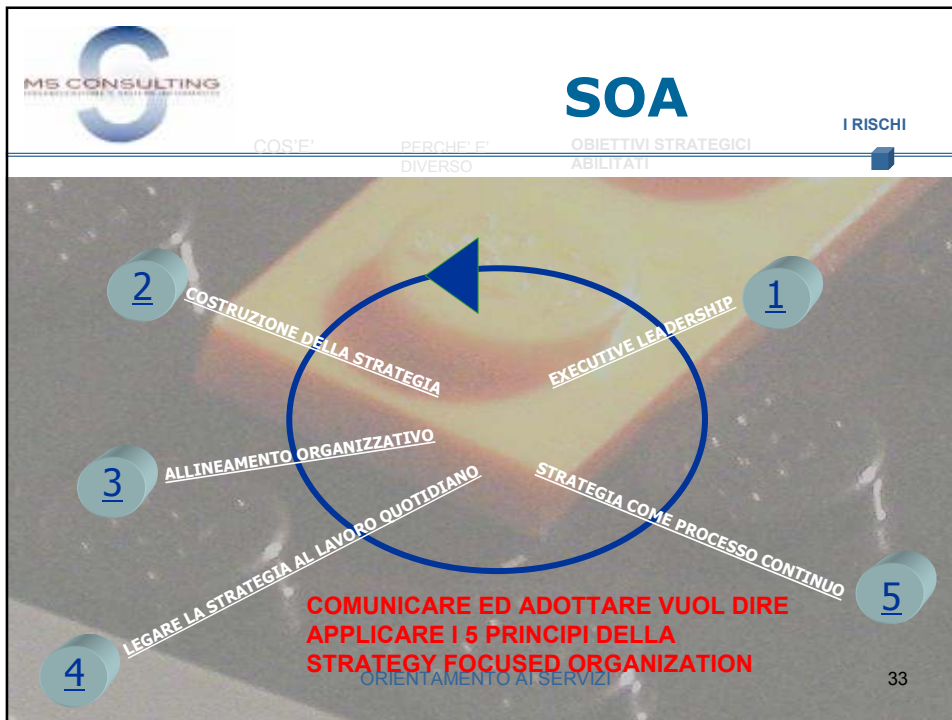 MS CONSULTING
SOA
I RISCHI
COS'E'
PERCHE' E'
DIVERSO
OBIETTIVI STRATEGICI
ABILITATI
1
EXECUTIVE LEADERSHIP
2
COSTRUZIONE DELLA STRATEGIA
3
ALLINEAMENTO ORGANIZZATIVO
4
LEGARE LA STRATEGIA AL LAVORO QUOTIDIANO
5
STRATEGIA COME PROCESSO CONTINUO
COMUNICARE ED ADOTTARE VUOL DIRE
APPLICARE I 5 PRINCIPI DELLA
STRATEGY FOCUSED ORGANIZATION
ORIENTAMENTO AI SERVIZI
33